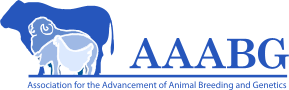 AAABG
Association for the Advancement of Animal Breeding and Genetics